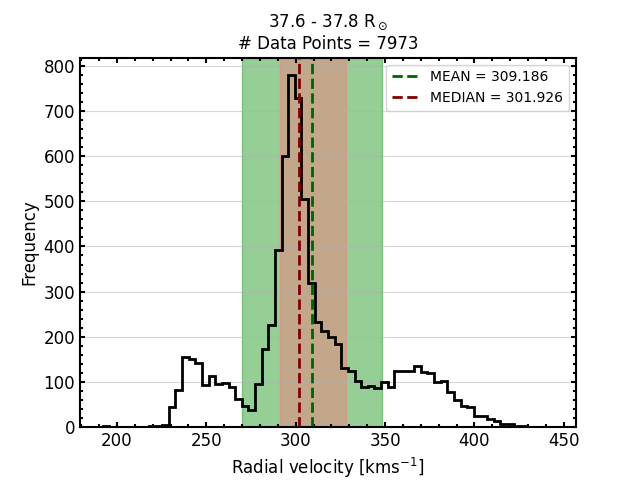 37.6 - 37.8 R⊙
# Data Points = 7973
MEAN = 309.186
MEDIAN = 301.926
Frequency
800
700
600
500
400
300
200
100
0
200 250 300 350 400 450
Radial velocity [kms⁻¹]